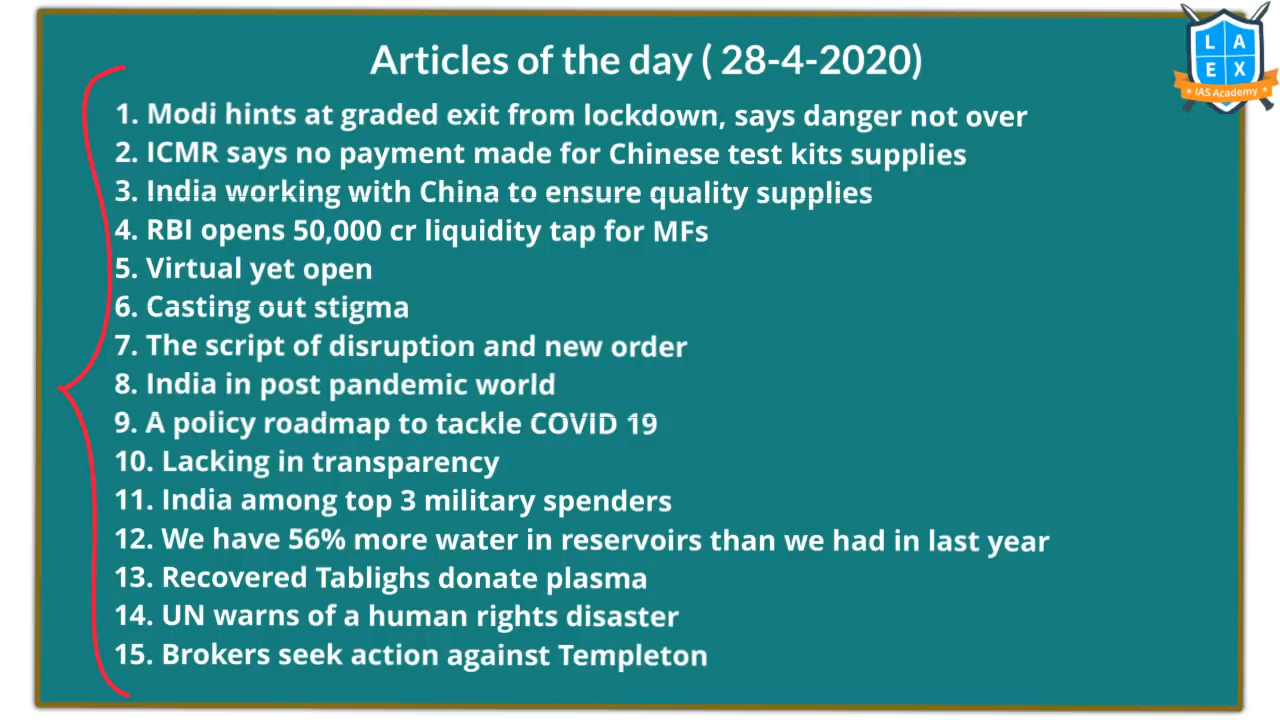 Articles of the day ( 28-4-2020)
L A
E X
IAS Academy
1. Modi hints at graded exit from lockdown, says danger not over
2. ICMR says no payment made for Chinese test kits supplies
3. India working with China to ensure quality supplies
4. RBI opens 50,000 cr liquidity tap for MFs
5. Virtual yet open
6. Casting out stigma
7. The script of disruption and new order
8. India in post pandemic world
9. A policy roadmap to tackle COVID 19
10. Lacking in transparency
11. India among top 3 military spenders
12. We have 56% more water in reservoirs than we had in last year
13. Recovered Tablighs donate plasma
14. UN warns of a human rights disaster
15. Brokers seek action against Templeton